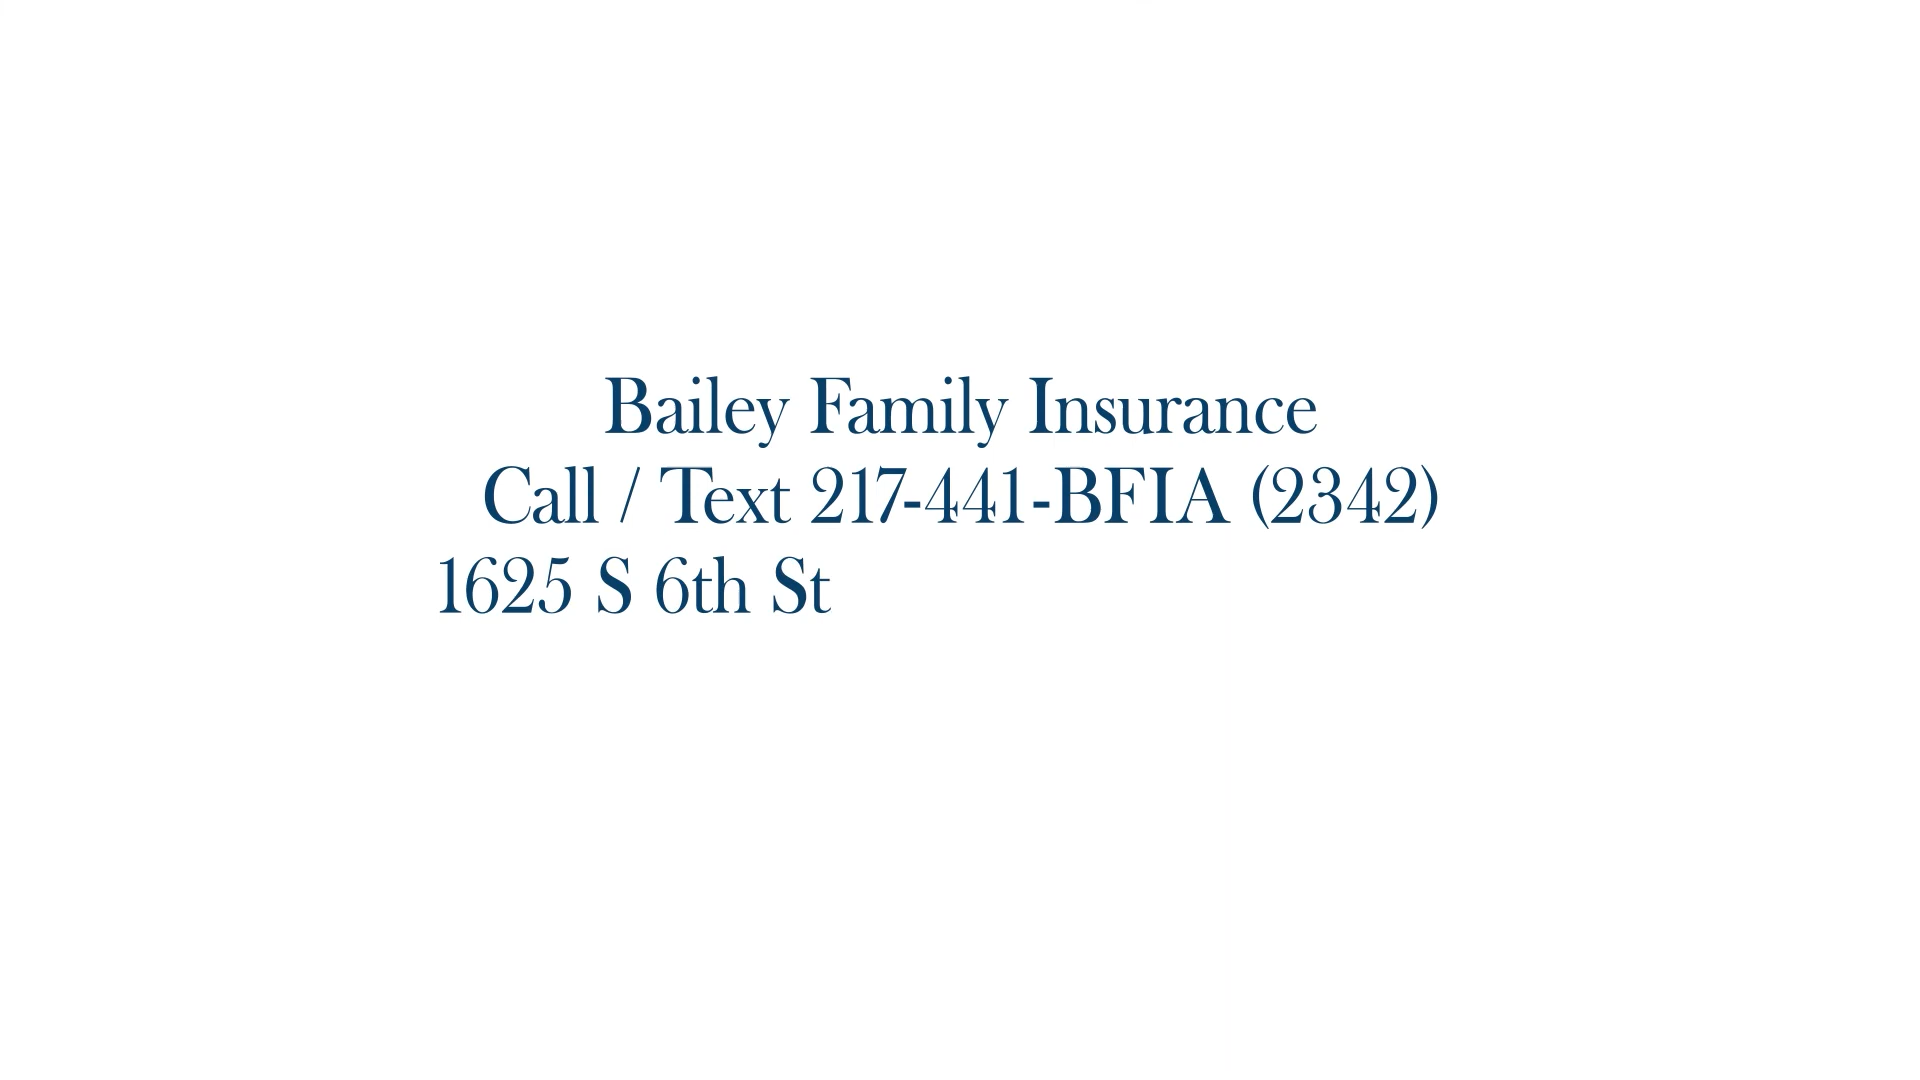 Bailey Family Insurance
Call / Text 217-441-BFIA (2342)
1625 S 6th St